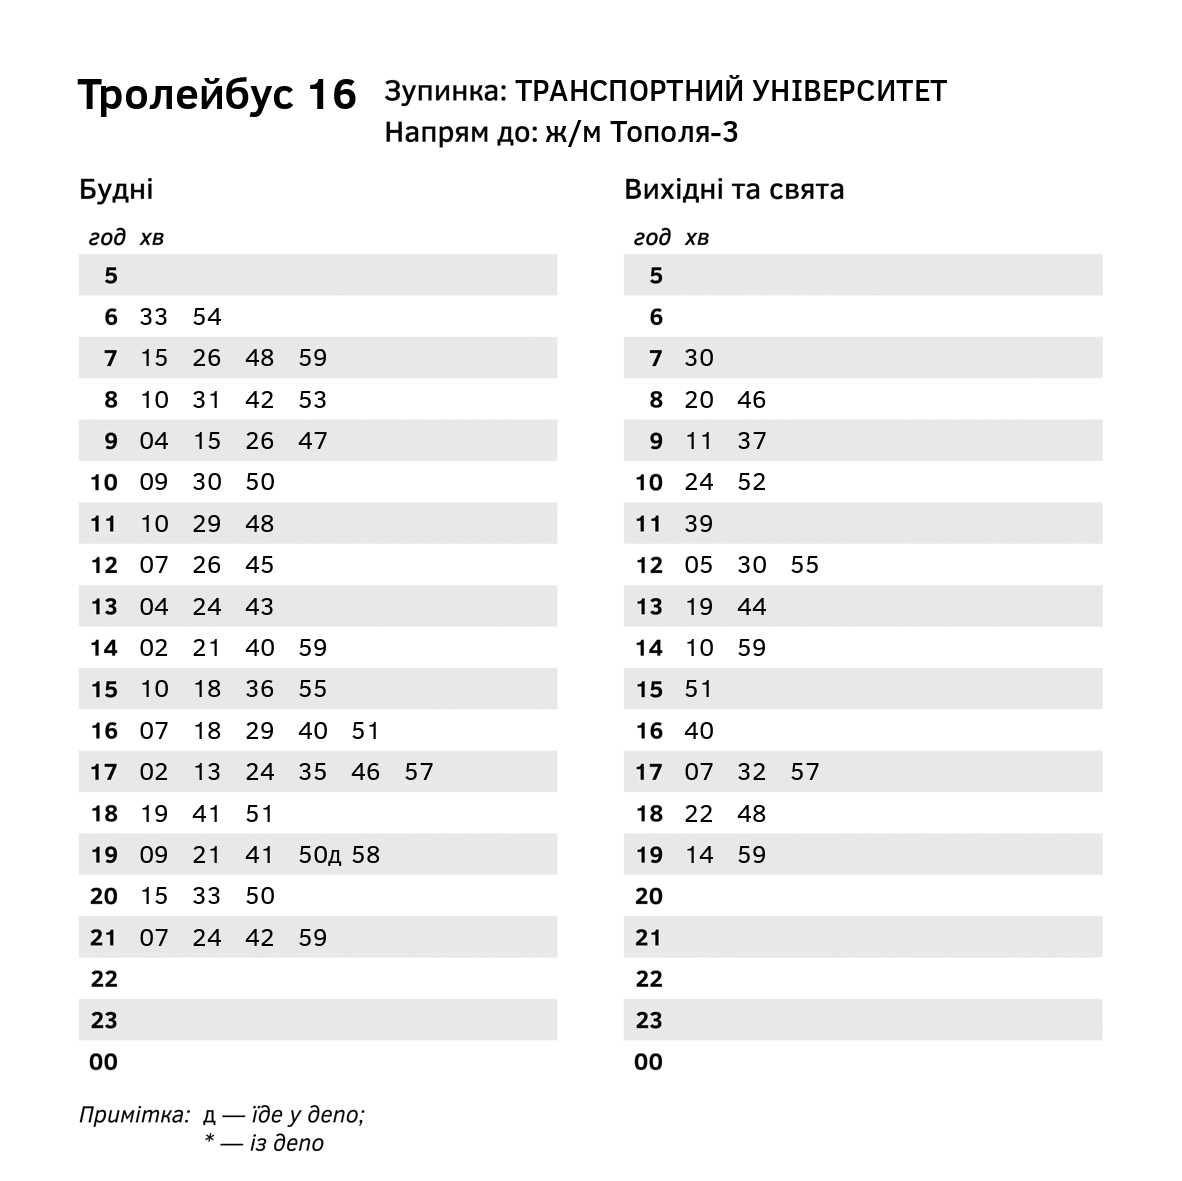 Тролейбус 16
Зупинка: ТРАНСПОРТНИЙ УНІВЕРСИТЕТ
Напрям до: ж/м Тополя-3
Будні
год хв
5
6 33 54
7 15 26 48 59
8 10 31 42 53
9 04 15 26 47
10 09 30 50
11 10 29 48
12 07 26 45
13 04 24 43
14 02 21 40 59
15 10 18 36 55
16 07 18 29 40 51
17 02 13 24 35 46 57
18 19 41 51
19 09 21 41 50д 58
20 15 33 50
21 07 24 42 59
22
23
00
Вихідні та свята
год хв
5
6
7 30
8 20 46
9 11 37
10 24 52
11 39
12 05 30 55
13 19 44
14 10 59
15 51
16 40
17 07 32 57
18 22 48
19 14 59
20
21
22
23
00
Примітка: д — їде у депо;
* — із депо